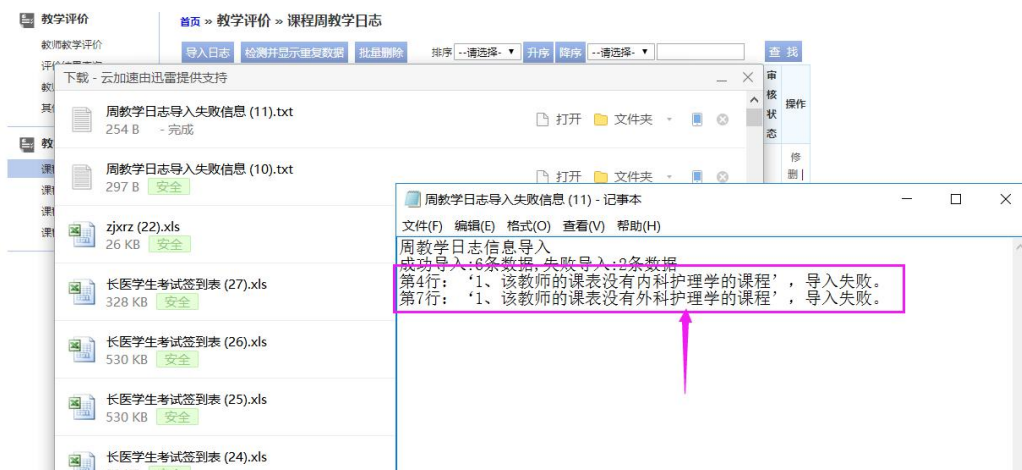 教学评价
首页 » 教学评价 » 课程周教学日志
教师教学评价
导入日志 检测并显示重复数据 批量删除 排序 --请选择- ▼ 升序 降序 --请选择- ▼ 查 找
下载 - 云加速由迅雷提供支持
审核状态
操作
周教学日志导入失败信息 (11).txt
254 B - 完成
打开 文件夹
教
周教学日志导入失败信息 (10).txt
297 B 安全
打开 文件夹
修
删
周教学日志导入失败信息 (11) - 记事本
文件(F) 编辑(E) 格式(O) 查看(V) 帮助(H)
周教学日志信息导入
成功导入:6条数据,失败导入:2条数据
第4行: ‘1、该教师的课表没有内科护理学的课程’，导入失败。
第7行: ‘1、该教师的课表没有外科护理学的课程’，导入失败。
zjxrz (22).xls
26 KB 安全
长医学生考试签到表 (27).xls
328 KB 安全
长医学生考试签到表 (26).xls
530 KB 安全
长医学生考试签到表 (25).xls
530 KB 安全
长医学生考试签到表 (24).xls